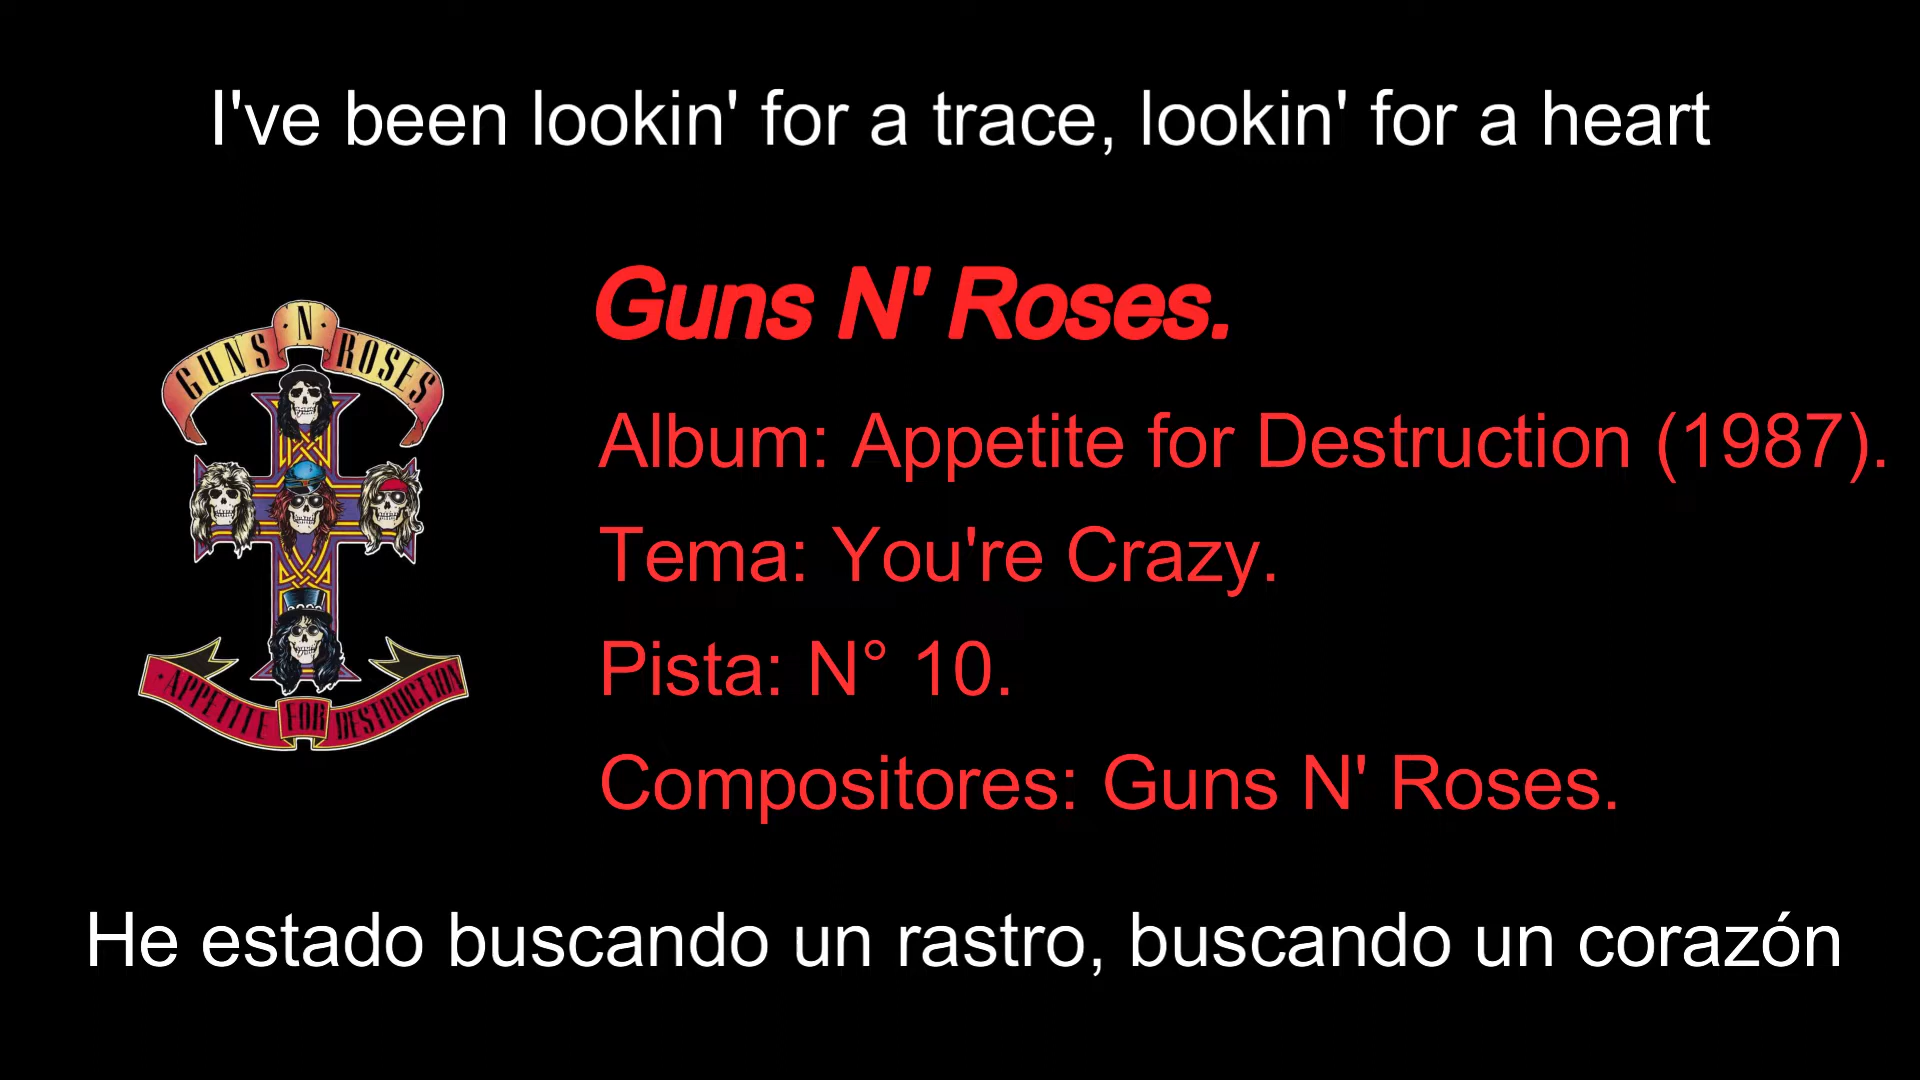 I've been lookin' for a trace, lookin' for a heart
Guns N' Roses.
GUNS · N · ROSES
Album: Appetite for Destruction (1987).
Tema: You're Crazy.
Pista: N° 10.
· APPETITE FOR DESTRUCTION
Compositores: Guns N' Roses.
He estado buscando un rastro, buscando un corazón